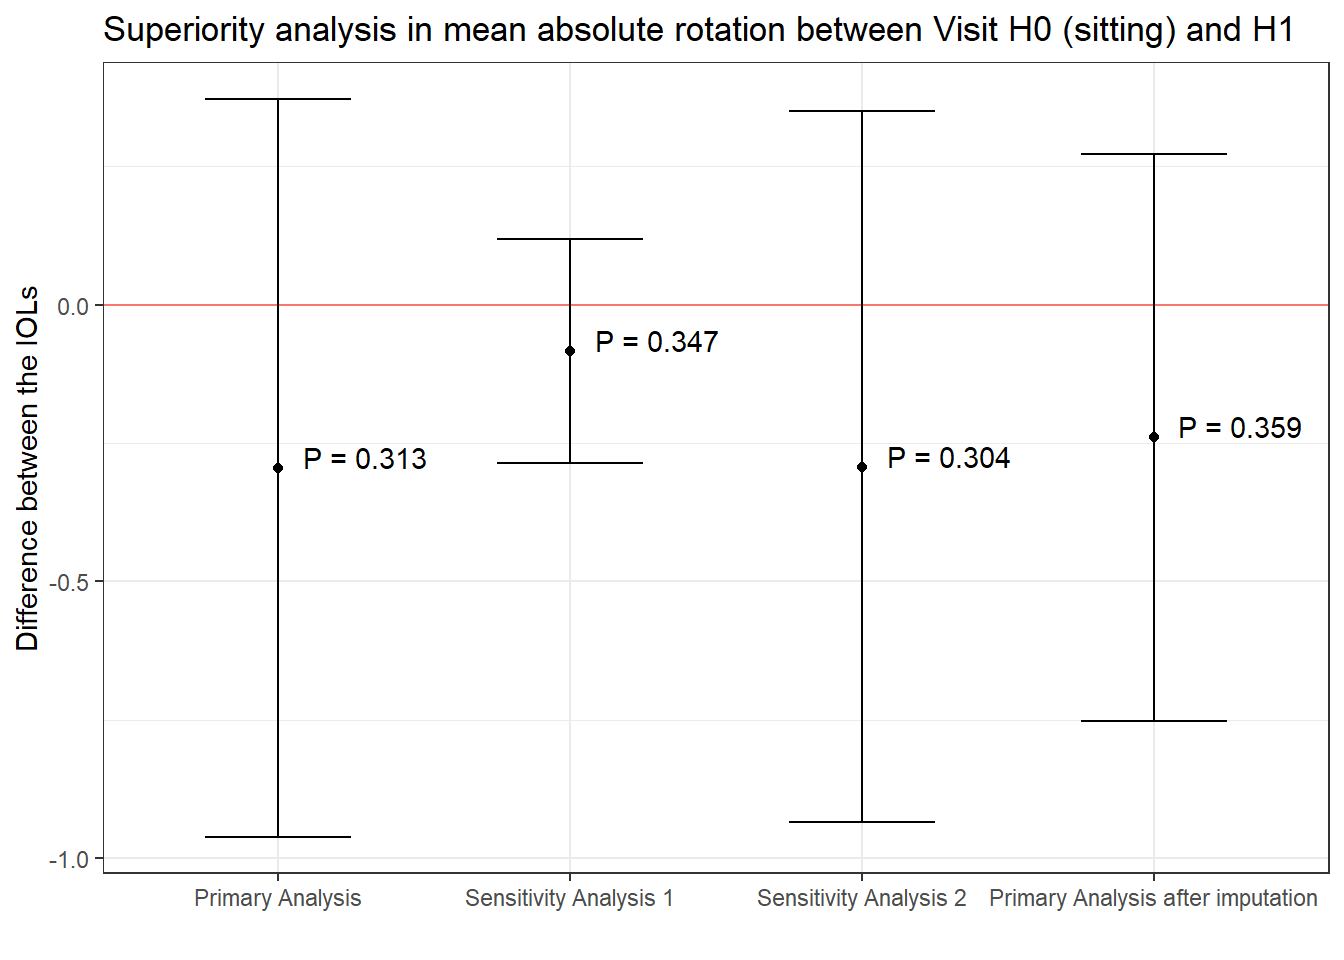 Superiority analysis in mean absolute rotation between Visit H0 (sitting) and H1
Difference between the IOLs
0.0
-0.5
-1.0
P = 0.313
P = 0.347
P = 0.304
P = 0.359
Primary Analysis
Sensitivity Analysis 1
Sensitivity Analysis 2
Primary Analysis after imputation